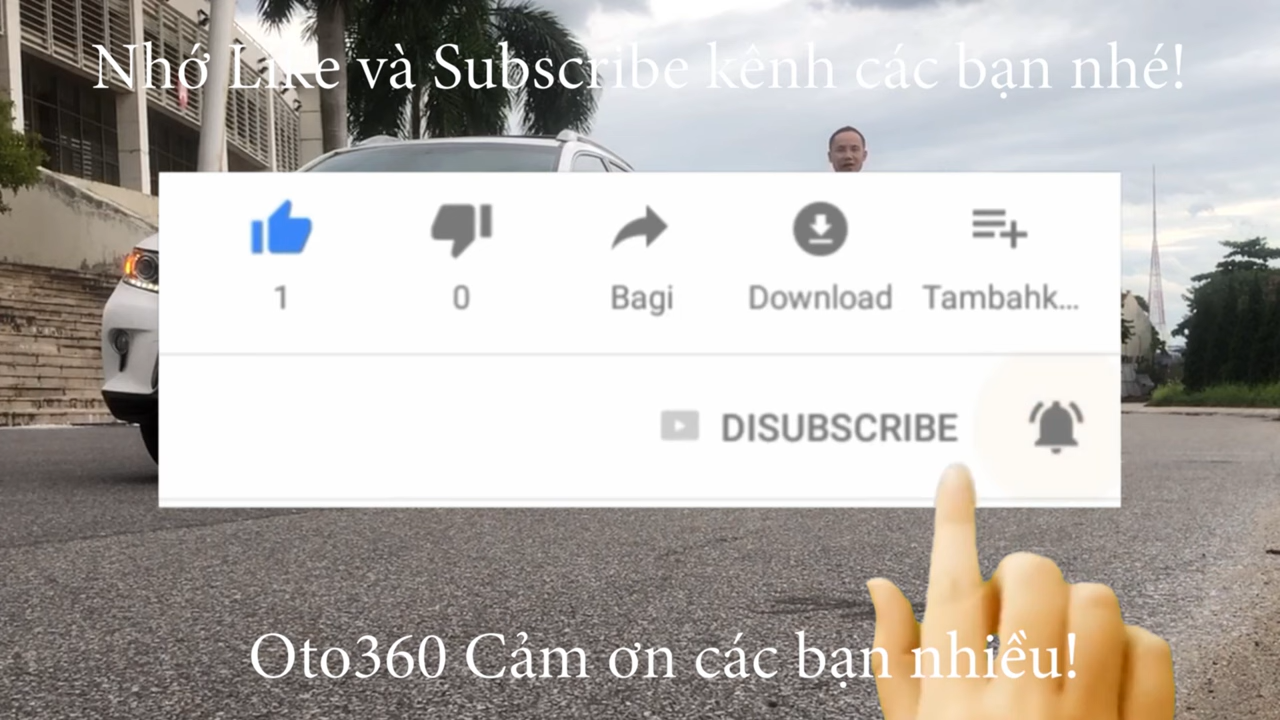 Nhớ Like và Subscribe kênh các bạn nhé!
1 0 Bagi Download Tambahk...
DISUBSCRIBE
Oto360 Cảm ơn các bạn nhiều!